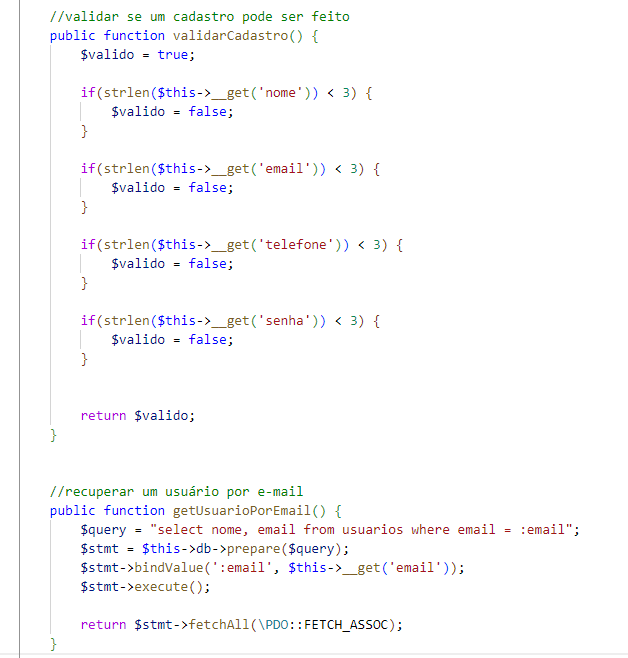 //validar se um cadastro pode ser feito
public function validarCadastro() {
$valido = true;
if(strlen($this->__get('nome')) < 3) {
$valido = false;
}
if(strlen($this->__get('email')) < 3) {
$valido = false;
}
if(strlen($this->__get('telefone')) < 3) {
$valido = false;
}
if(strlen($this->__get('senha')) < 3) {
$valido = false;
}
return $valido;
}
//recuperar um usuário por e-mail
public function getUsuarioPorEmail() {
$query = "select nome, email from usuarios where email = :email";
$stmt = $this->db->prepare($query);
$stmt->bindValue(':email', $this->__get('email'));
$stmt->execute();
return $stmt->fetchAll(\PDO::FETCH_ASSOC);
}